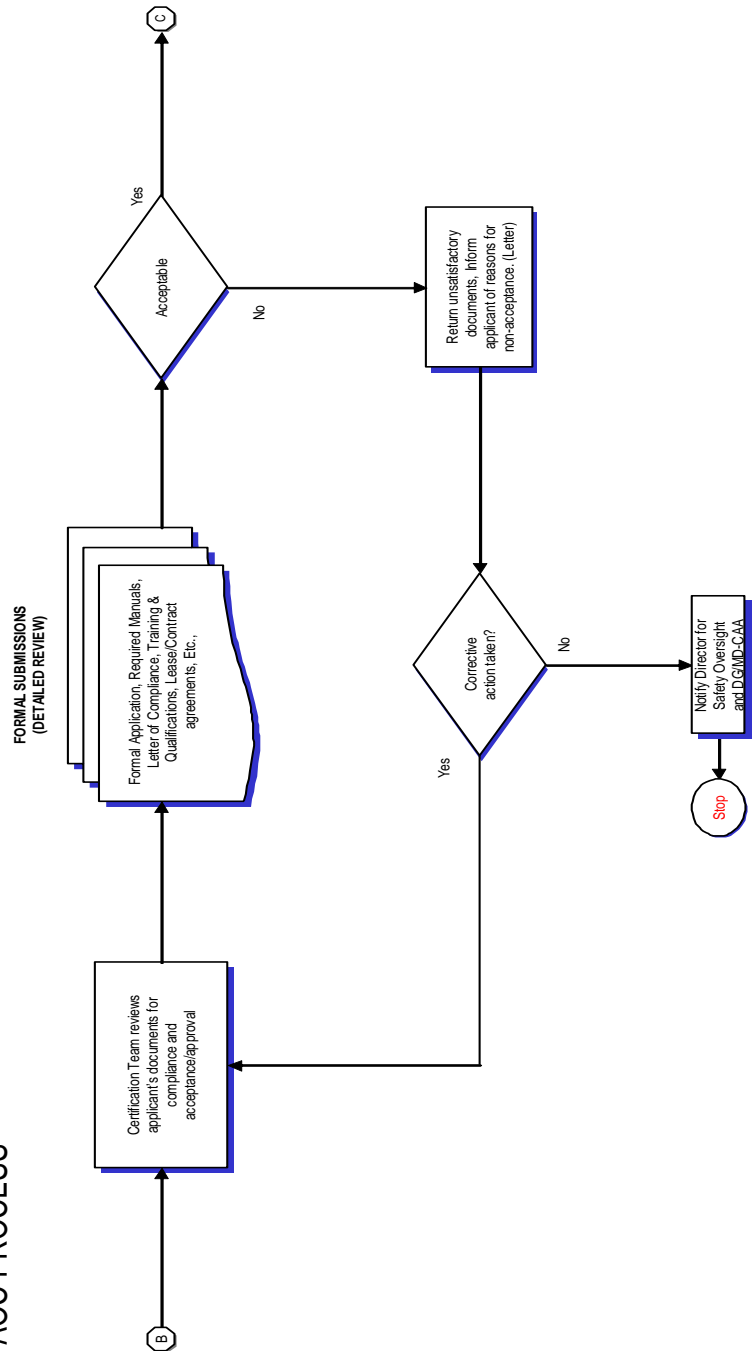 AOC PROCESS
FORMAL SUBMISSIONS
(DETAILED REVIEW)
B
Certification Team reviews
applicant's documents for
compliance and
acceptance/approval
Formal Application, Required Manuals,
Letter of Compliance, Training &
Qualifications, Lease/Contract
agreements, Etc.,
Acceptable
Yes
C
No
Return unsatisfactory
documents, Inform
applicant of reasons for
non-acceptance. (Letter)
Corrective
action taken?
Yes
No
Notify Director for
Safety Oversight
and DG/MD-CAA
Stop